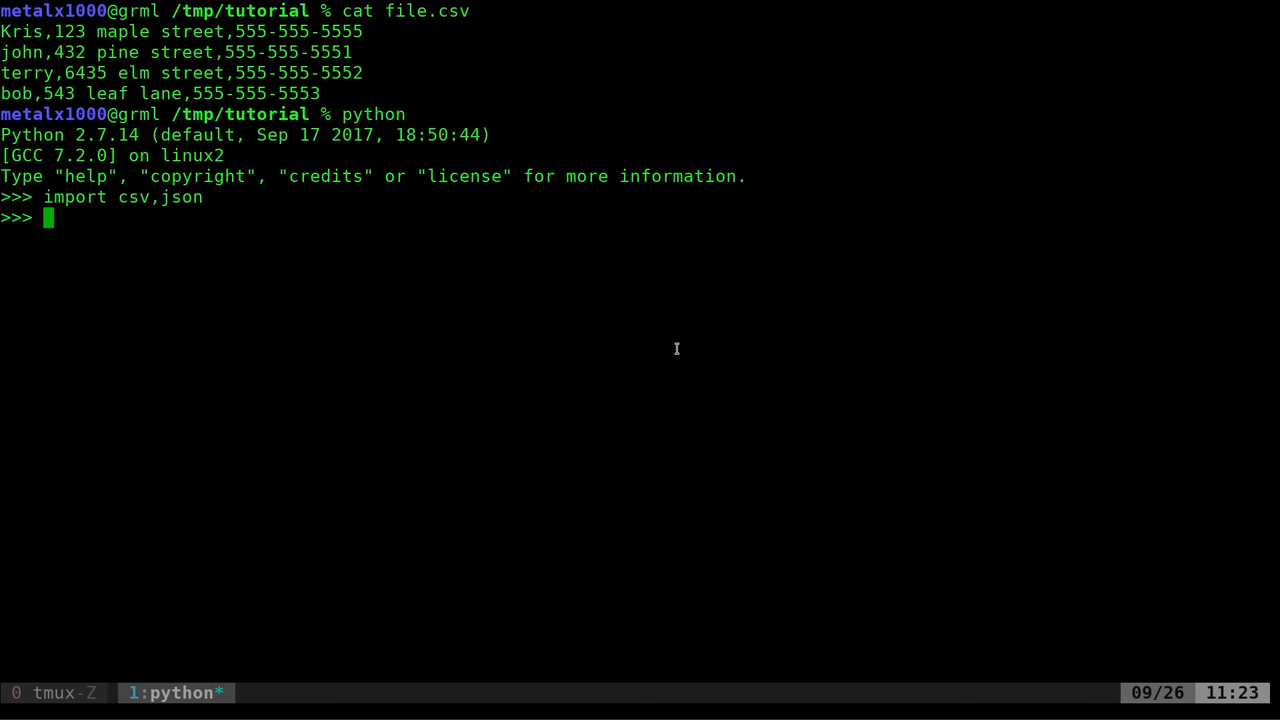 metalx1000@grml /tmp/tutorial % cat file.csv
Kris,123 maple street,555-555-5555
john,432 pine street,555-555-5551
terry,6435 elm street,555-555-5552
bob,543 leaf lane,555-555-5553
metalx1000@grml /tmp/tutorial % python
Python 2.7.14 (default, Sep 17 2017, 18:50:44)
[GCC 7.2.0] on linux2
Type "help", "copyright", "credits" or "license" for more information.
>>> import csv,json
>>>
0 tmux-Z 1:python* 09/26 11:23